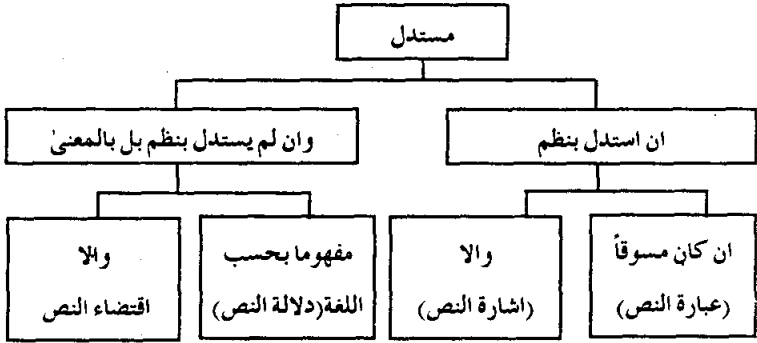 مستدل
ان استدل بنظم
وان لم يستدل بنظم بل بالمعنىٰ
ان كان مسوقاً
(عبارة النص)
والا
(اشارة النص)
مفهوما بحسب
اللغة(دلالة النص)
والا
اقتضاء النص